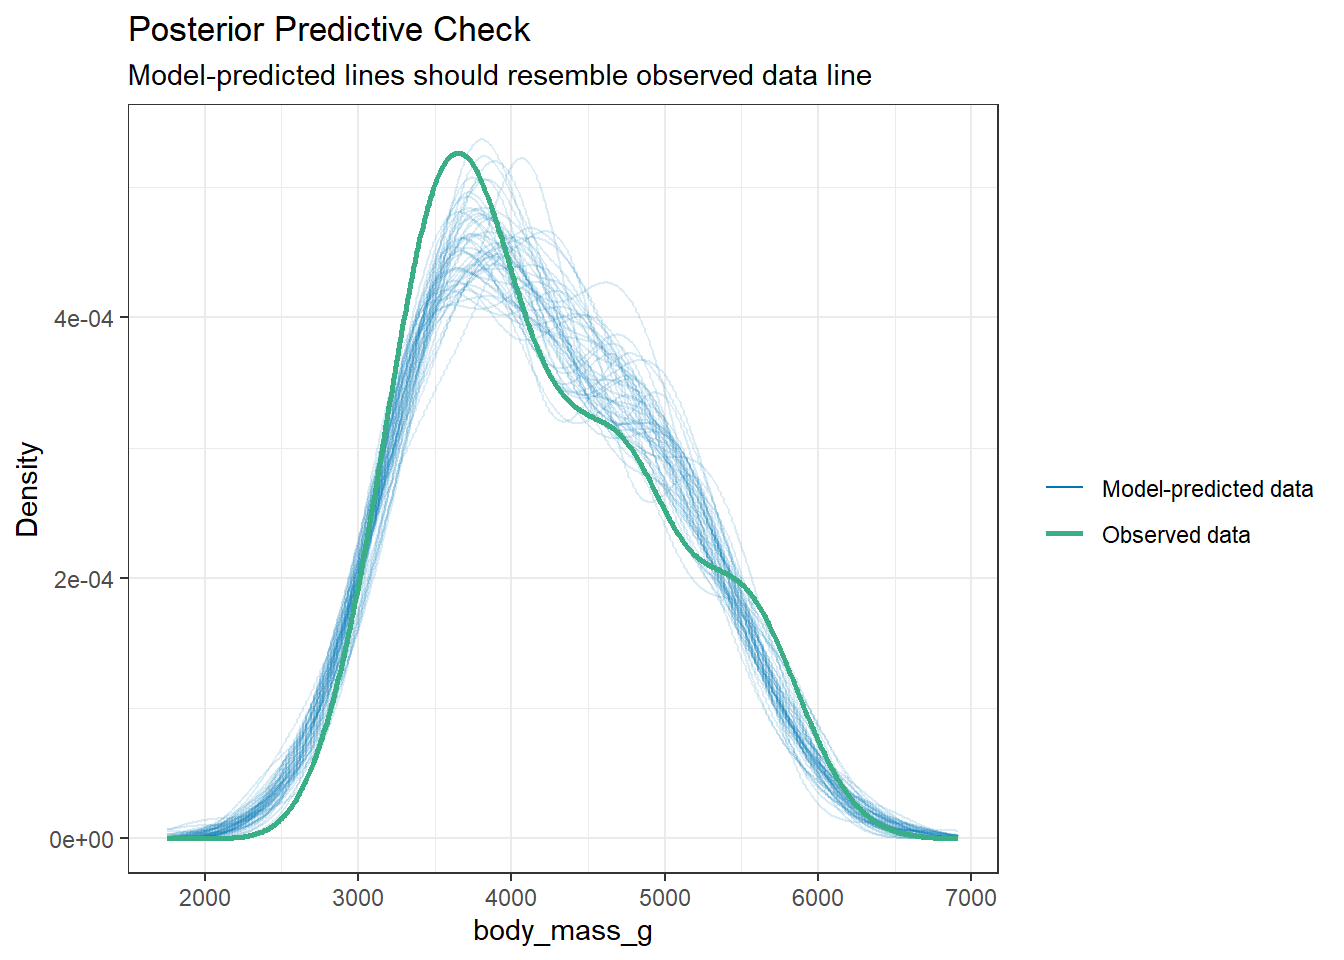 Posterior Predictive Check
Model-predicted lines should resemble observed data line
Density
4e-04
2e-04
0e+00
2000 3000 4000 5000 6000 7000
body_mass_g
Model-predicted data
Observed data